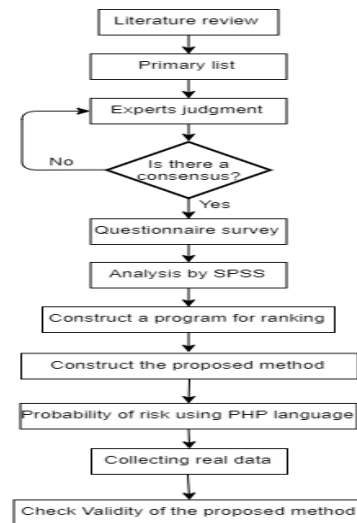 Literature review
Primary list
Experts judgment
Is there a
consensus?
No
Yes
Questionnaire survey
Analysis by SPSS
Construct a program for ranking
Construct the proposed method
Probability of risk using PHP language
Collecting real data
Check Validity of the proposed method